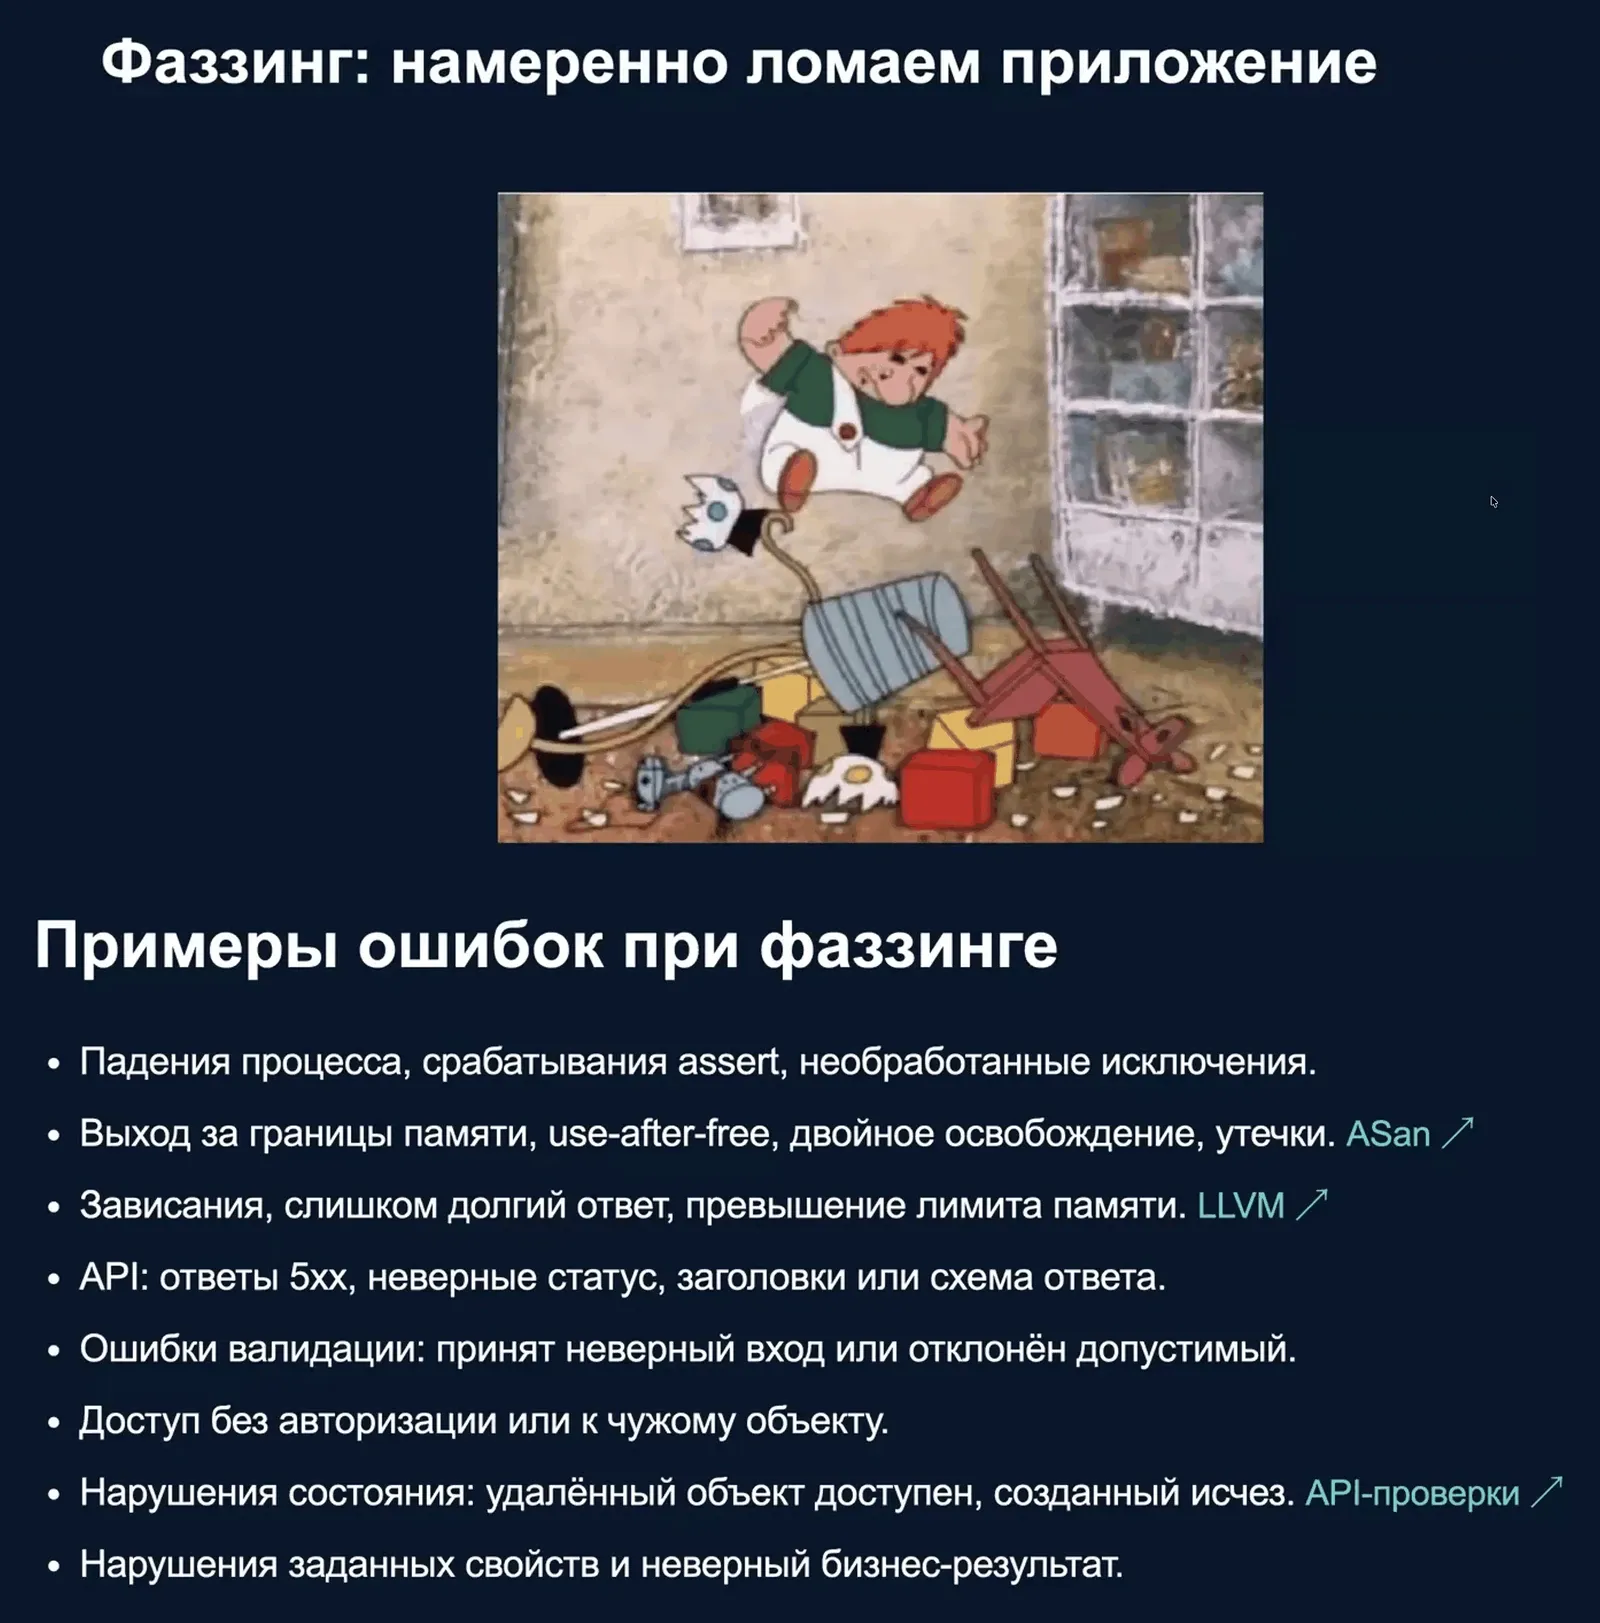 Фаззинг: намеренно ломаем приложение
Примеры ошибок при фаззинге
• Падения процесса, срабатывания assert, необработанные исключения.
• Выход за границы памяти, use-after-free, двойное освобождение, утечки. ASan ↗
• Зависания, слишком долгий ответ, превышение лимита памяти. LLVM ↗
• API: ответы 5xx, неверные статус, заголовки или схема ответа.
• Ошибки валидации: принят неверный вход или отклонён допустимый.
• Доступ без авторизации или к чужому объекту.
• Нарушения состояния: удалённый объект доступен, созданный исчез. API-проверки ↗
• Нарушения заданных свойств и неверный бизнес-результат.